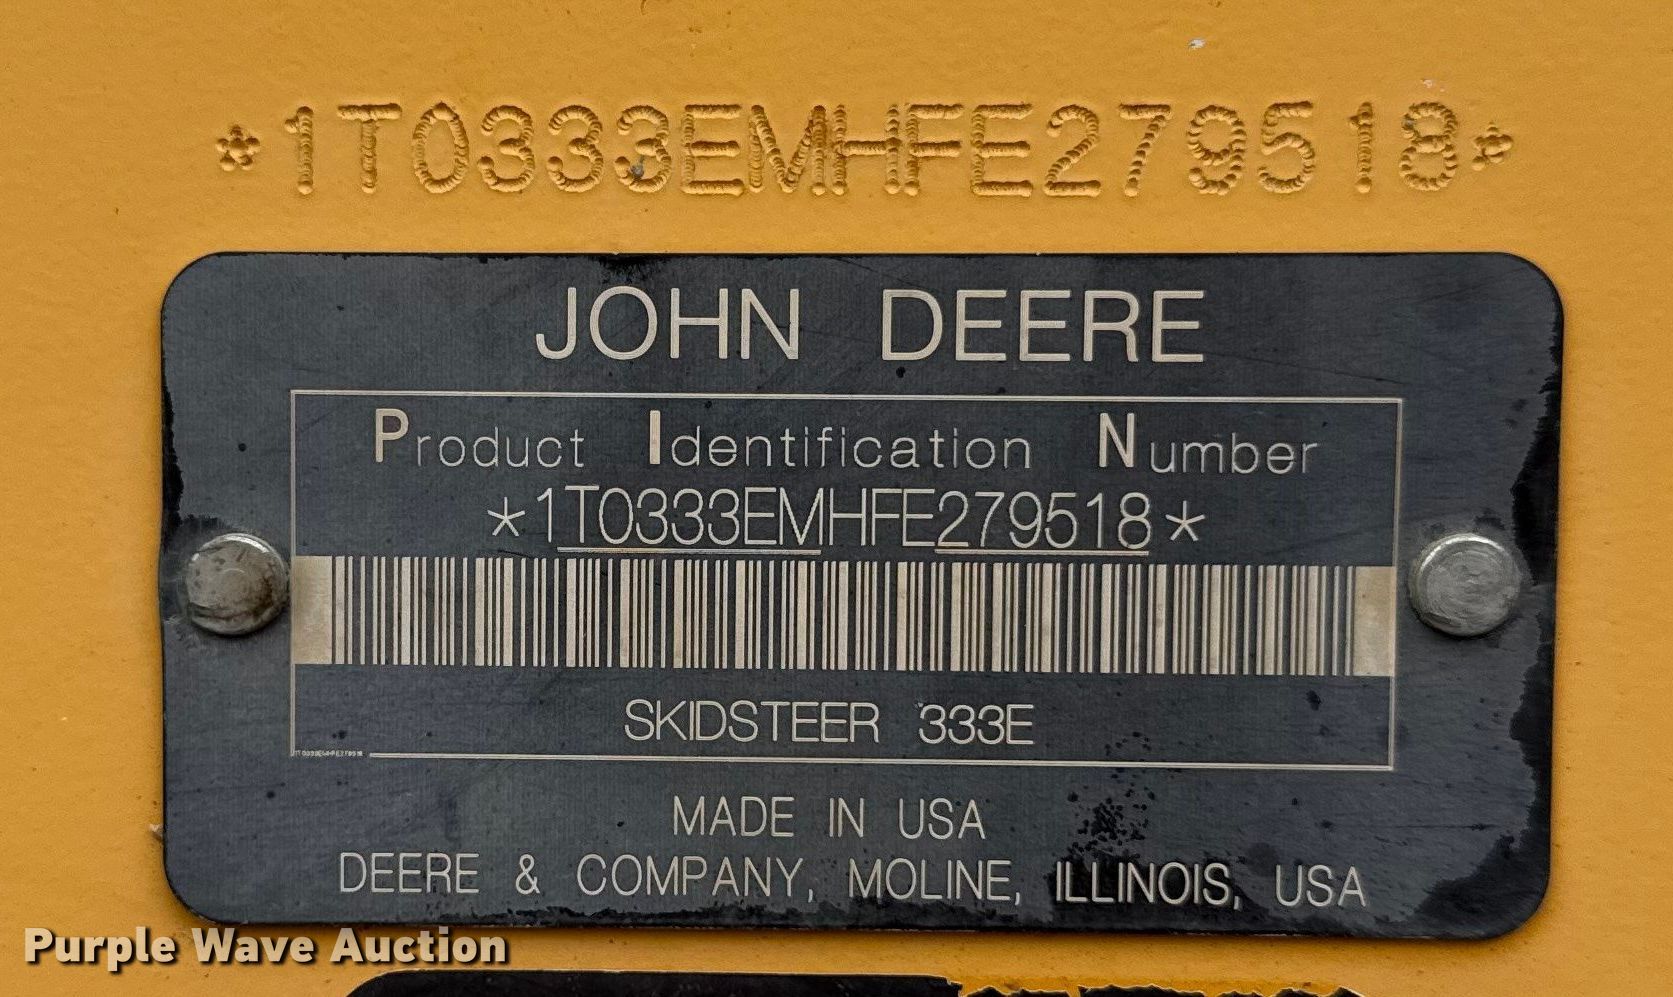 *1T0333EMHFE279518*
JOHN DEERE
Product Identification Number
*1T0333EMHFE279518*
SKIDSTEER 333E
1T0333EMHFE279518
MADE IN USA
DEERE & COMPANY, MOLINE, ILLINOIS, USA
Purple Wave Auction